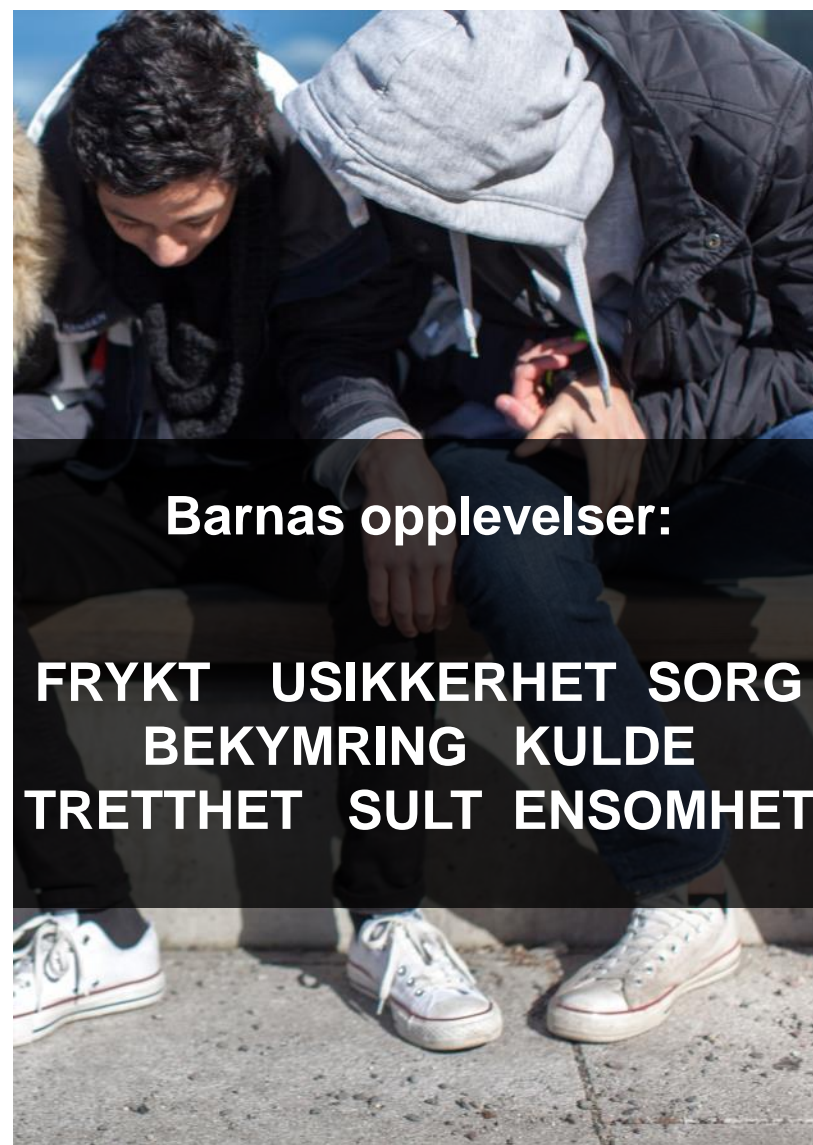 Barnas opplevelser:
FRYKT USIKKERHET SORG
BEKYMRING KULDE
TRETTHET SULT ENSOMHET